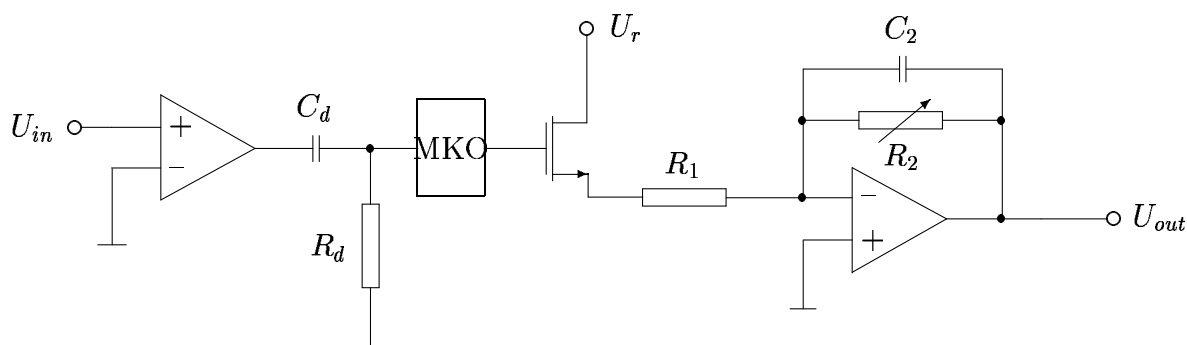 U_r
C_2
U_in
+
−
C_d
MKO
R_2
R_1
R_d
−
+
U_out